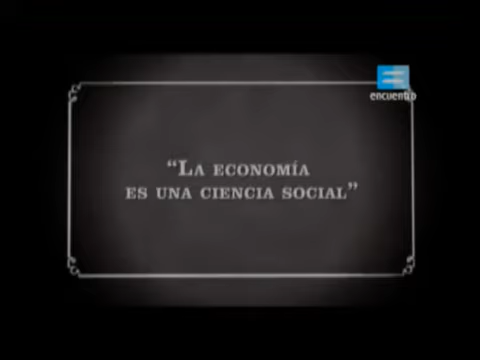 encuentro
“LA ECONOMÍA
ES UNA CIENCIA SOCIAL”